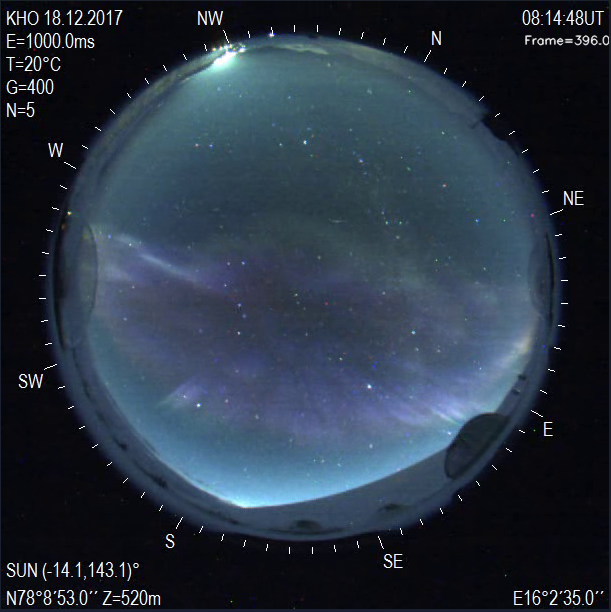 KHO 18.12.2017
E=1000.0ms
T=20°C
G=400
N=5
08:14:48UT
Frame=396.0
NW
N
W
NE
SW
E
S
SE
SUN (-14.1,143.1)°
N78°8′53.0′′ Z=520m
E16°2′35.0′′